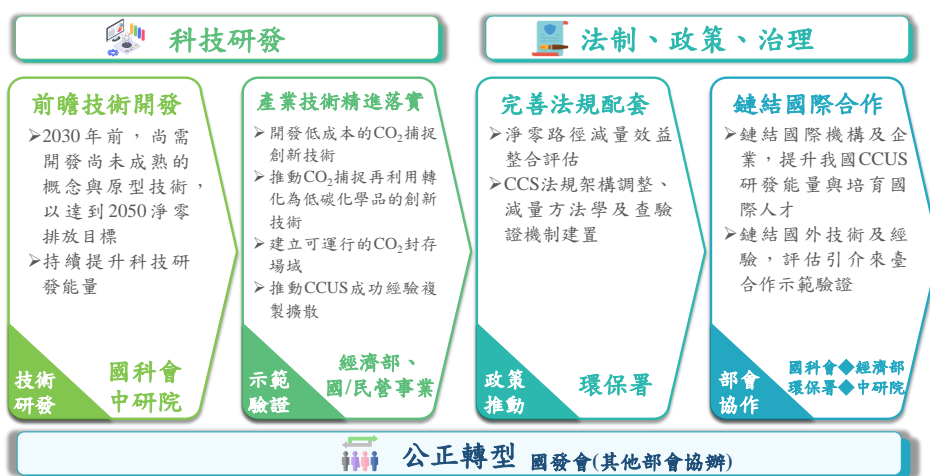 科技研發
法制、政策、治理
前瞻技術開發
➢2030年前，尚需
開發尚未成熟的
概念與原型技術，
以達到2050淨零
排放目標
➢持續提升科技研
發能量
技術
研發
國科會
中研院
產業技術精進落實
➢開發低成本的CO₂捕捉
創新技術
➢推動CO₂捕捉再利用轉
化為低碳化學品的創新
技術
➢建立可運行的CO₂封存
場域
➢推動CCUS成功經驗複
製擴散
示範
驗證
經濟部、
國/民營事業
完善法規配套
➢淨零路徑減量效益
整合評估
➢CCS法規架構調整、
減量方法學及查驗
證機制建置
政策
推動
環保署
鏈結國際合作
➢鏈結國際機構及企
業，提升我國CCUS
研發能量與培育國
際人才
➢鏈結國外技術及經
驗，評估引介來臺
合作示範驗證
部會
協作
國科會◆經濟部
環保署◆中研院
公正轉型 國發會(其他部會協辦)